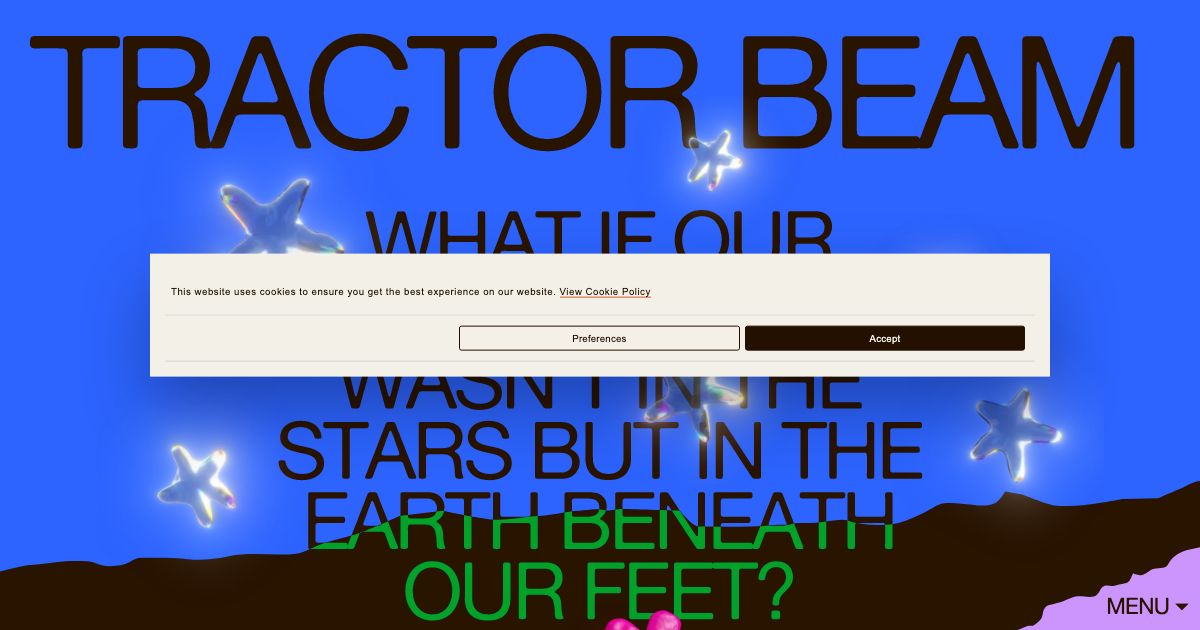 TRACTOR BEAM
WHAT IF OUR
This website uses cookies to ensure you get the best experience on our website. View Cookie Policy
Preferences
Accept
WASN'T IN THE
STARS BUT IN THE
EARTH BENEATH
OUR FEET?
MENU